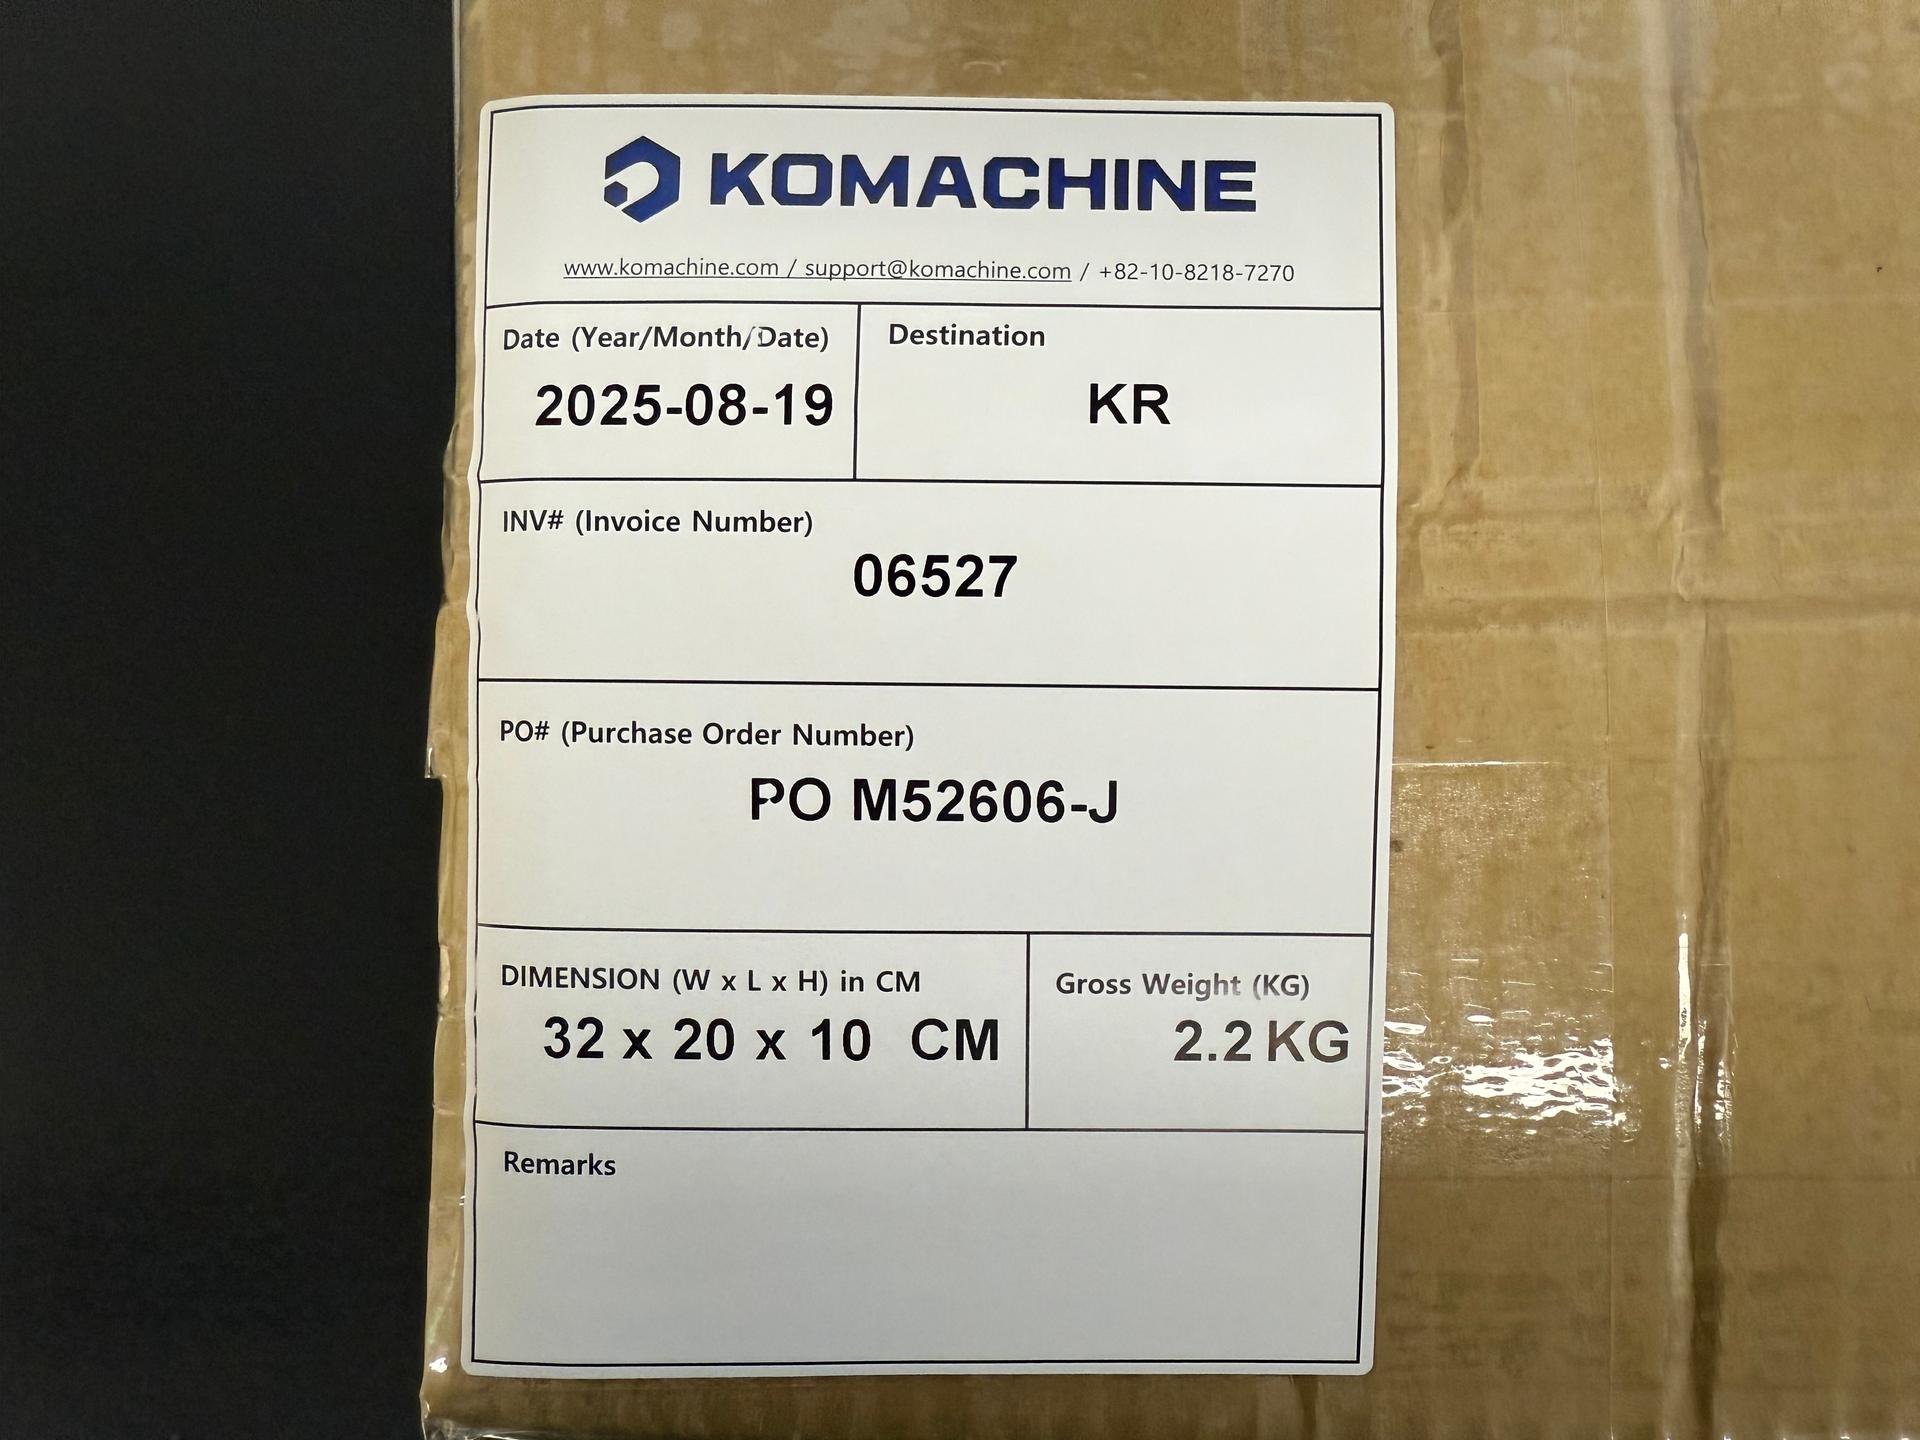 KOMACHINE
www.komachine.com / support@komachine.com / +82-10-8218-7270
Date (Year/Month/Date)
2025-08-19
Destination
KR
INV# (Invoice Number)
06527
PO# (Purchase Order Number)
PO M52606-J
DIMENSION (W x L x H) in CM
32 x 20 x 10 CM
Gross Weight (KG)
2.2 KG
Remarks